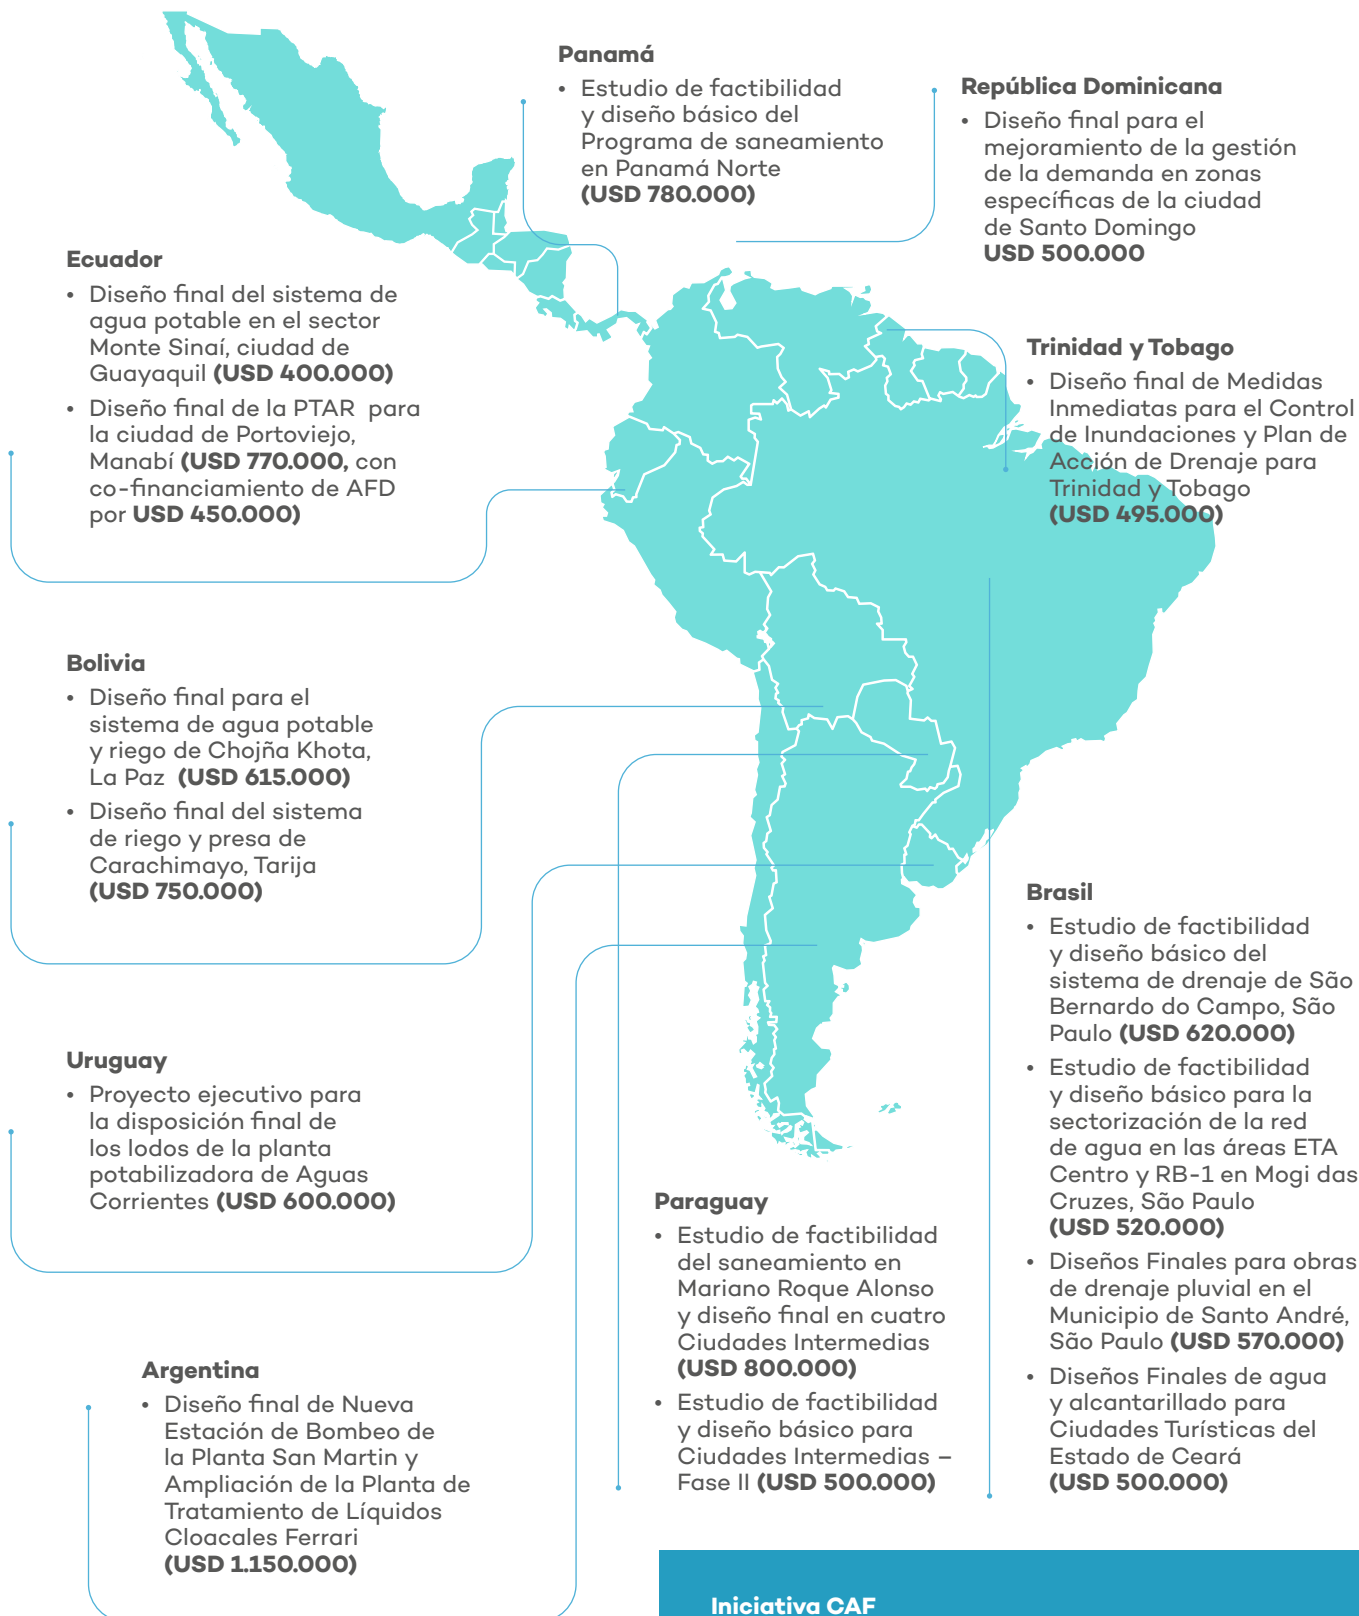 Panamá
• Estudio de factibilidad
y diseño básico del
Programa de saneamiento
en Panamá Norte
(USD 780.000)
República Dominicana
• Diseño final para el
mejoramiento de la gestión
de la demanda en zonas
específicas de la ciudad
de Santo Domingo
USD 500.000
Ecuador
• Diseño final del sistema de
agua potable en el sector
Monte Sinaí, ciudad de
Guayaquil (USD 400.000)
• Diseño final de la PTAR para
la ciudad de Portoviejo,
Manabí (USD 770.000, con
co-financiamiento de AFD
por USD 450.000)
Trinidad y Tobago
• Diseño final de Medidas
Inmediatas para el Control
de Inundaciones y Plan de
Acción de Drenaje para
Trinidad y Tobago
(USD 495.000)
Bolivia
• Diseño final para el
sistema de agua potable
y riego de Chojña Khota,
La Paz (USD 615.000)
• Diseño final del sistema
de riego y presa de
Carachimayo, Tarija
(USD 750.000)
Brasil
• Estudio de factibilidad
y diseño básico del
sistema de drenaje de São
Bernardo do Campo, São
Paulo (USD 620.000)
• Estudio de factibilidad
y diseño básico para la
sectorización de la red
de agua en las áreas ETA
Centro y RB-1 en Mogi das
Cruzes, São Paulo
(USD 520.000)
• Diseños Finales para obras
de drenaje pluvial en el
Municipio de Santo André,
São Paulo (USD 570.000)
• Diseños Finales de agua
y alcantarillado para
Ciudades Turísticas del
Estado de Ceará
(USD 500.000)
Uruguay
• Proyecto ejecutivo para
la disposición final de
los lodos de la planta
potabilizadora de Aguas
Corrientes (USD 600.000)
Paraguay
• Estudio de factibilidad
del saneamiento en
Mariano Roque Alonso
y diseño final en cuatro
Ciudades Intermedias
(USD 800.000)
• Estudio de factibilidad
y diseño básico para
Ciudades Intermedias –
Fase II (USD 500.000)
Argentina
• Diseño final de Nueva
Estación de Bombeo de
la Planta San Martin y
Ampliación de la Planta de
Tratamiento de Líquidos
Cloacales Ferrari
(USD 1.150.000)
Iniciativa CAF